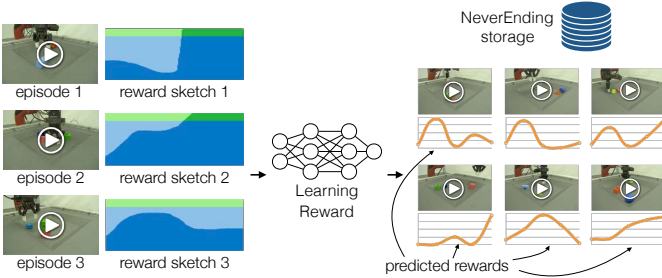 NeverEnding
storage
episode 1
reward sketch 1
episode 2
reward sketch 2
Learning
Reward
episode 3
reward sketch 3
predicted rewards